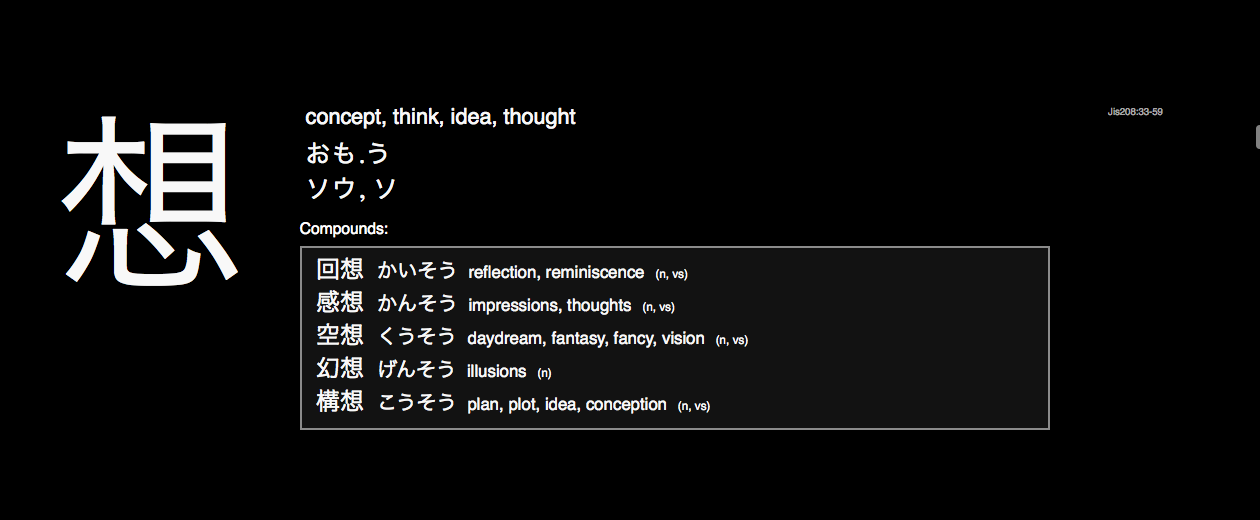 想
concept, think, idea, thought
Jis208:33-59
おも.う
ソウ, ソ
Compounds:
回想 かいそう reflection, reminiscence (n, vs)
感想 かんそう impressions, thoughts (n, vs)
空想 くうそう daydream, fantasy, fancy, vision (n, vs)
幻想 げんそう illusions (n)
構想 こうそう plan, plot, idea, conception (n, vs)